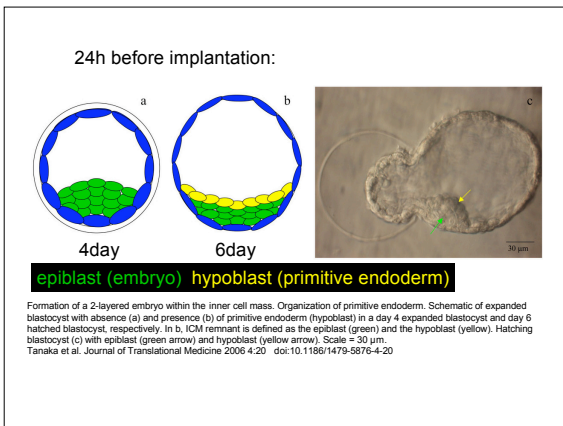 24h before implantation:
a
b
c
30 µm
4day
6day
epiblast (embryo) hypoblast (primitive endoderm)
Formation of a 2-layered embryo within the inner cell mass. Organization of primitive endoderm. Schematic of expanded
blastocyst with absence (a) and presence (b) of primitive endoderm (hypoblast) in a day 4 expanded blastocyst and day 6
hatched blastocyst, respectively. In b, ICM remnant is defined as the epiblast (green) and the hypoblast (yellow). Hatching
blastocyst (c) with epiblast (green arrow) and hypoblast (yellow arrow). Scale = 30 µm.
Tanaka et al. Journal of Translational Medicine 2006 4:20 doi:10.1186/1479-5876-4-20